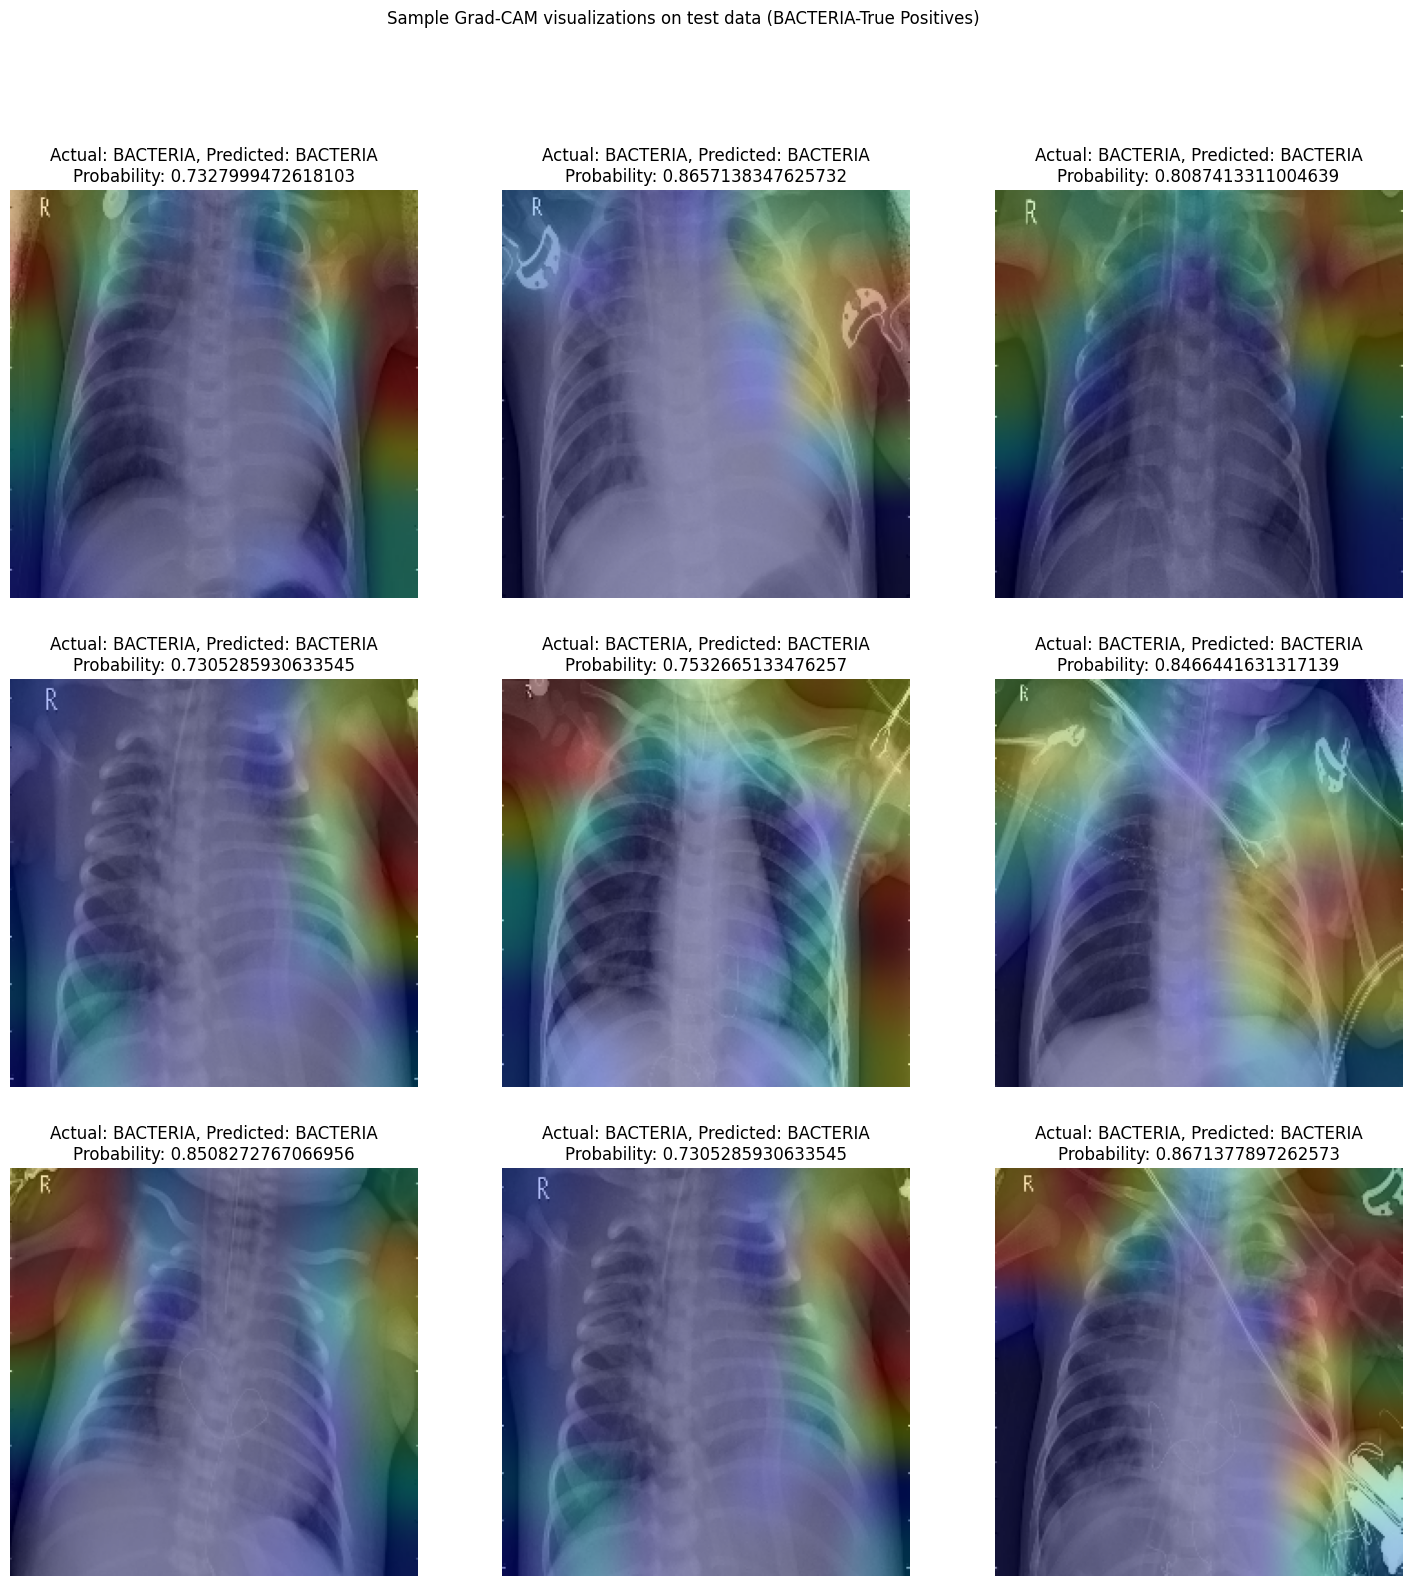 Sample Grad-CAM visualizations on test data (BACTERIA-True Positives)
Actual: BACTERIA, Predicted: BACTERIA
Probability: 0.7327999472618103
R
Actual: BACTERIA, Predicted: BACTERIA
Probability: 0.8657138347625732
R
Actual: BACTERIA, Predicted: BACTERIA
Probability: 0.8087413311004639
R
Actual: BACTERIA, Predicted: BACTERIA
Probability: 0.7305285930633545
R
Actual: BACTERIA, Predicted: BACTERIA
Probability: 0.7532665133476257
Actual: BACTERIA, Predicted: BACTERIA
Probability: 0.8466441631317139
R
Actual: BACTERIA, Predicted: BACTERIA
Probability: 0.8508272767066956
R
Actual: BACTERIA, Predicted: BACTERIA
Probability: 0.7305285930633545
R
Actual: BACTERIA, Predicted: BACTERIA
Probability: 0.8671377897262573
R